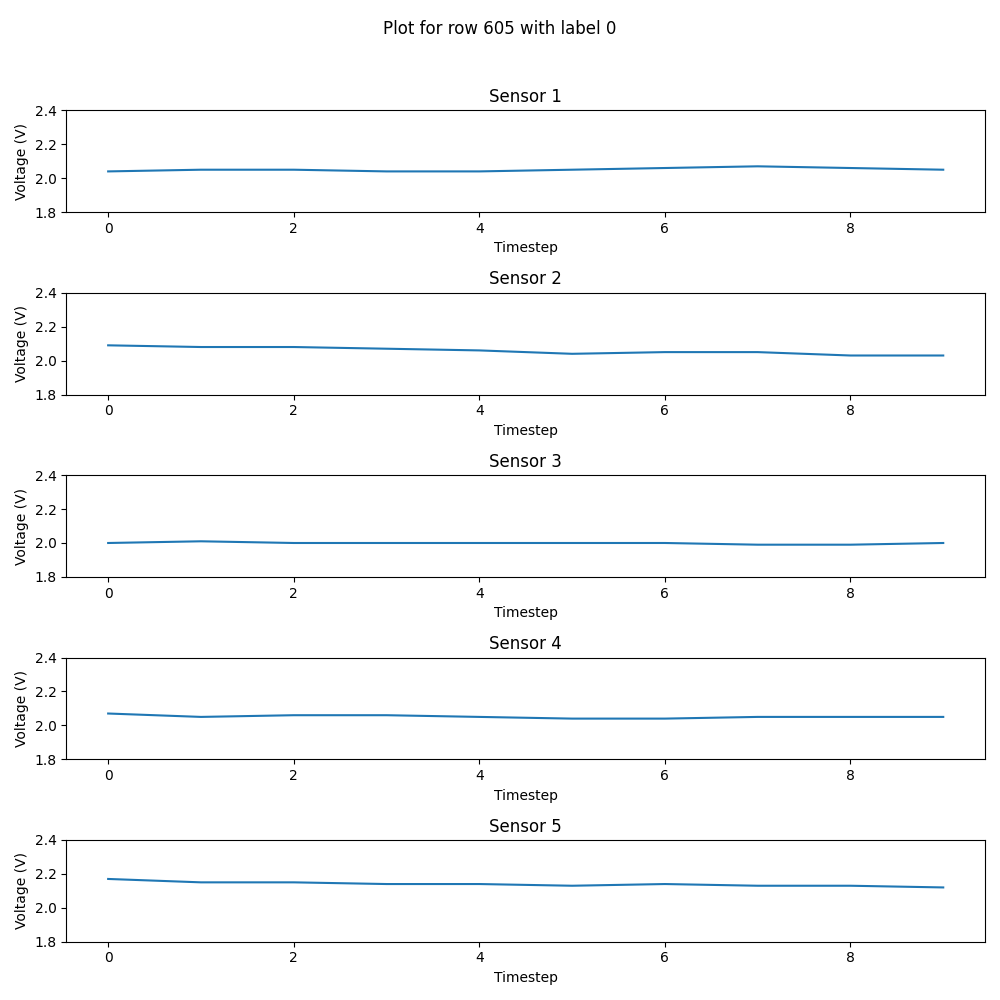 Plot for row 605 with label 0
Sensor 1
2.4
2.2
2.0
1.8
Voltage (V)
0 2 4 6 8
Timestep
Sensor 2
2.4
2.2
2.0
1.8
Voltage (V)
0 2 4 6 8
Timestep
Sensor 3
2.4
2.2
2.0
1.8
Voltage (V)
0 2 4 6 8
Timestep
Sensor 4
2.4
2.2
2.0
1.8
Voltage (V)
0 2 4 6 8
Timestep
Sensor 5
2.4
2.2
2.0
1.8
Voltage (V)
0 2 4 6 8
Timestep